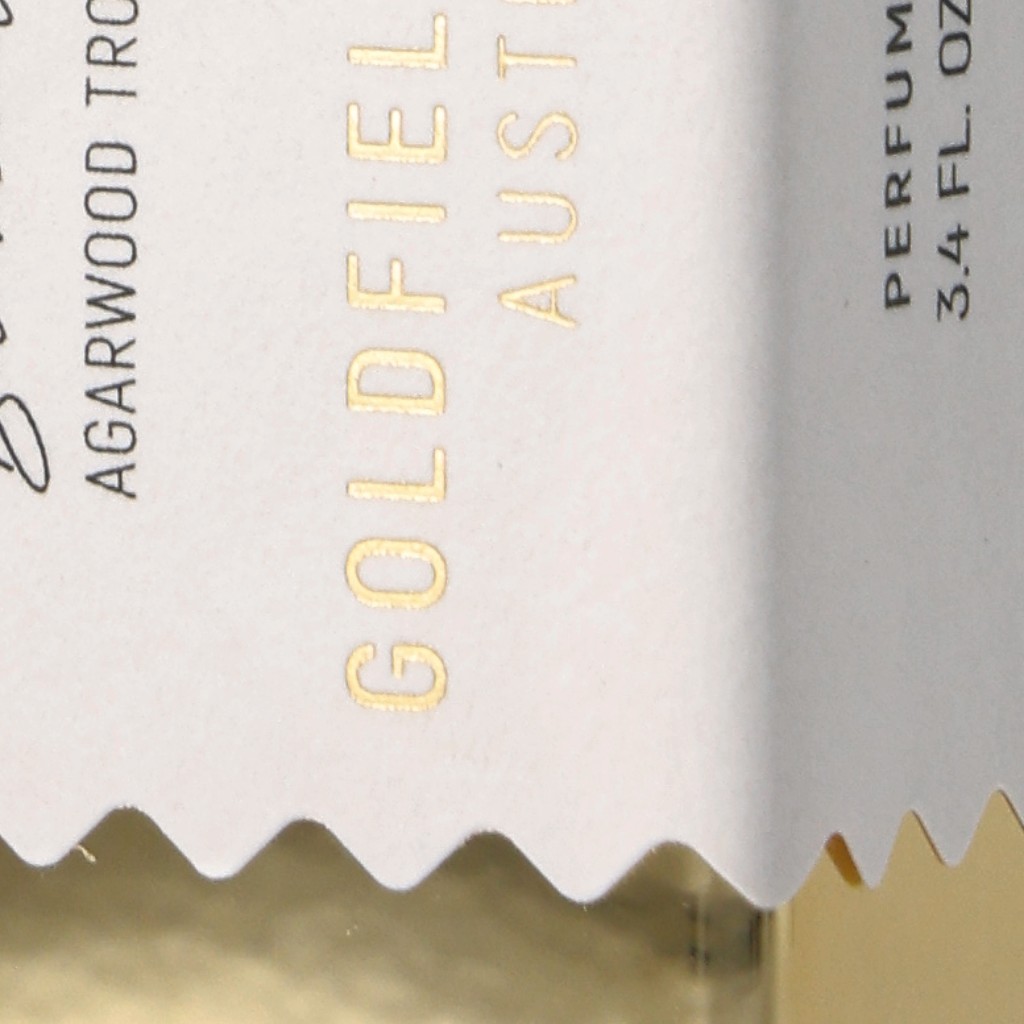 AGARWOOD TRO
GOLDFIEL
AUST
PERFUM
3.4 FL. OZ